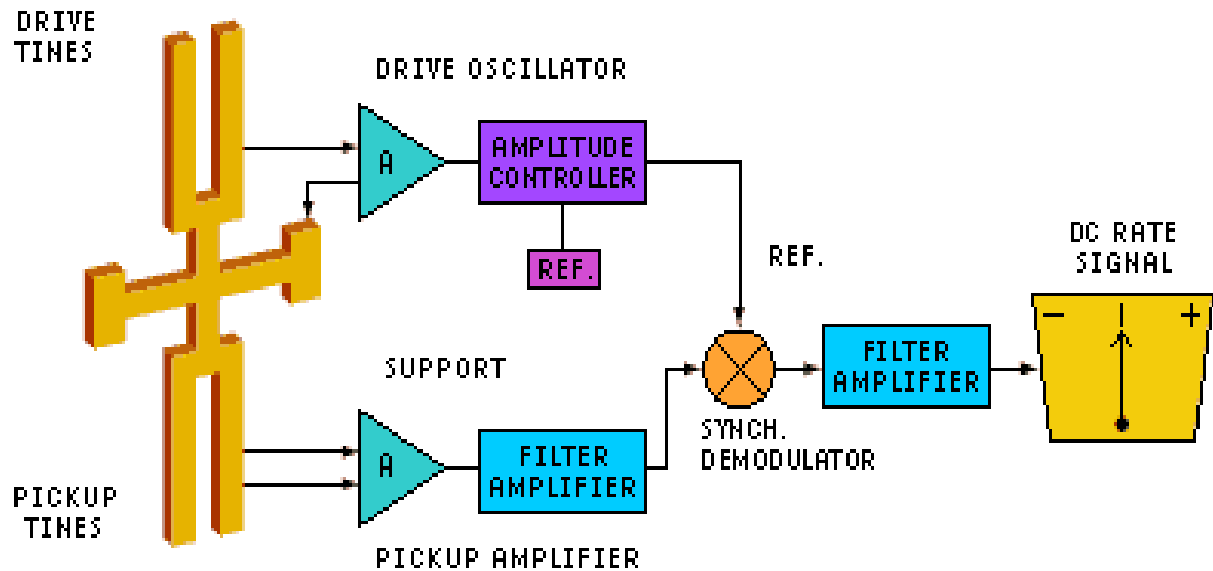 DRIVE
TINES
DRIVE OSCILLATOR
A
AMPLITUDE
CONTROLLER
REF.
REF.
DC RATE
SIGNAL
− +
SUPPORT
FILTER
AMPLIFIER
A
FILTER
AMPLIFIER
SYNCH.
DEMODULATOR
PICKUP
TINES
PICKUP AMPLIFIER